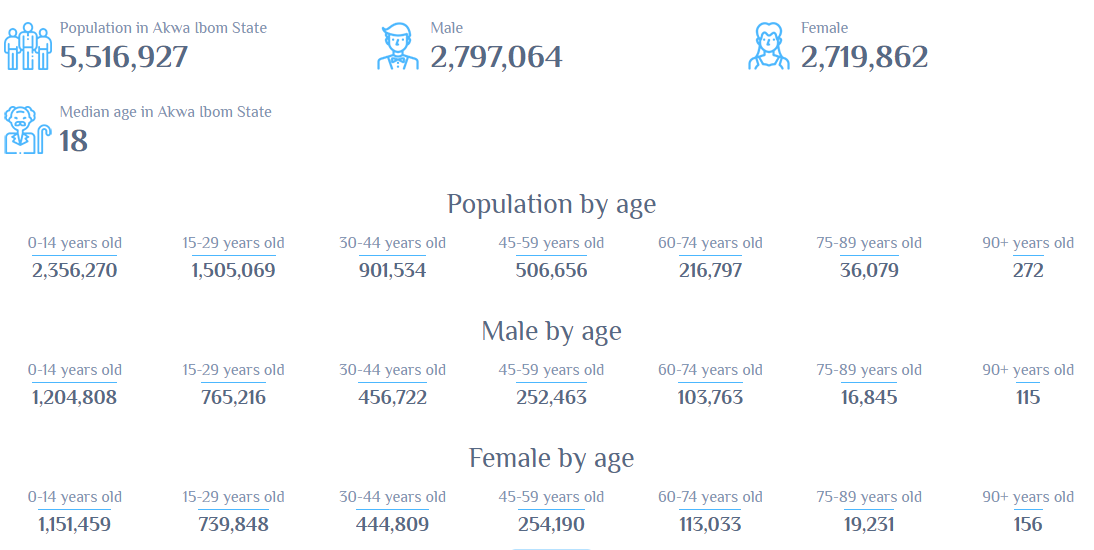 Population in Akwa Ibom State
5,516,927
Male
2,797,064
Female
2,719,862
Median age in Akwa Ibom State
18
Population by age
0-14 years old 15-29 years old 30-44 years old 45-59 years old 60-74 years old 75-89 years old 90+ years old
2,356,270 1,505,069 901,534 506,656 216,797 36,079 272
Male by age
0-14 years old 15-29 years old 30-44 years old 45-59 years old 60-74 years old 75-89 years old 90+ years old
1,204,808 765,216 456,722 252,463 103,763 16,845 115
Female by age
0-14 years old 15-29 years old 30-44 years old 45-59 years old 60-74 years old 75-89 years old 90+ years old
1,151,459 739,848 444,809 254,190 113,033 19,231 156